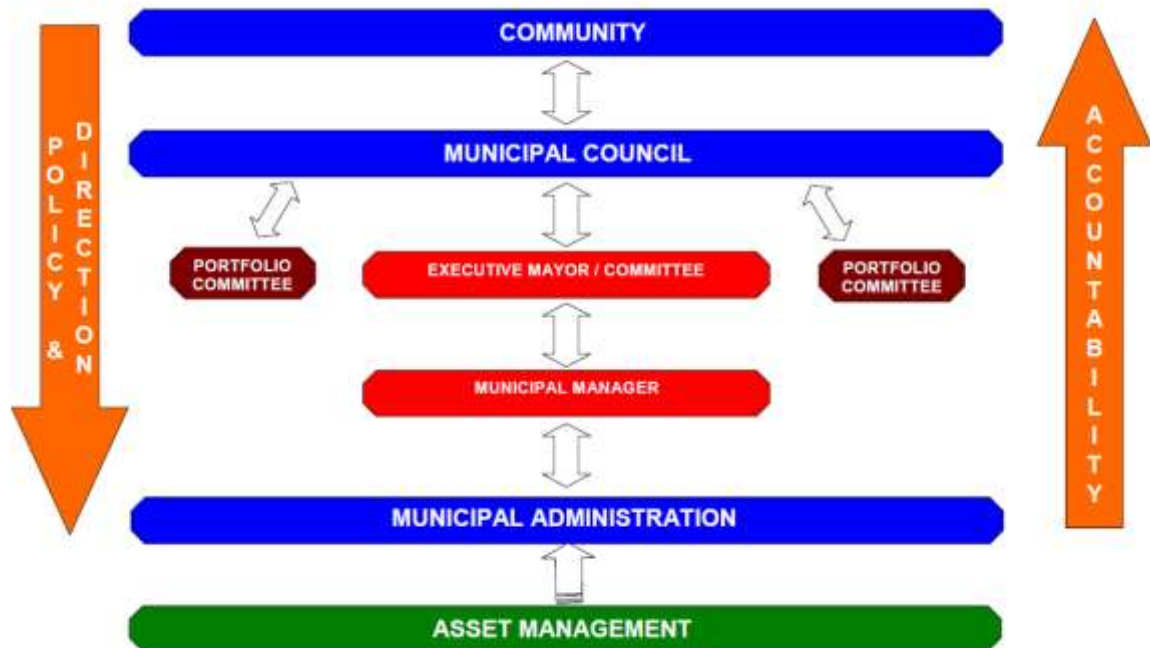 COMMUNITY
MUNICIPAL COUNCIL
POLICY &
DIRECTION
ACCOUNTABILITY
PORTFOLIO
COMMITTEE
EXECUTIVE MAYOR / COMMITTEE
PORTFOLIO
COMMITTEE
MUNICIPAL MANAGER
MUNICIPAL ADMINISTRATION
ASSET MANAGEMENT